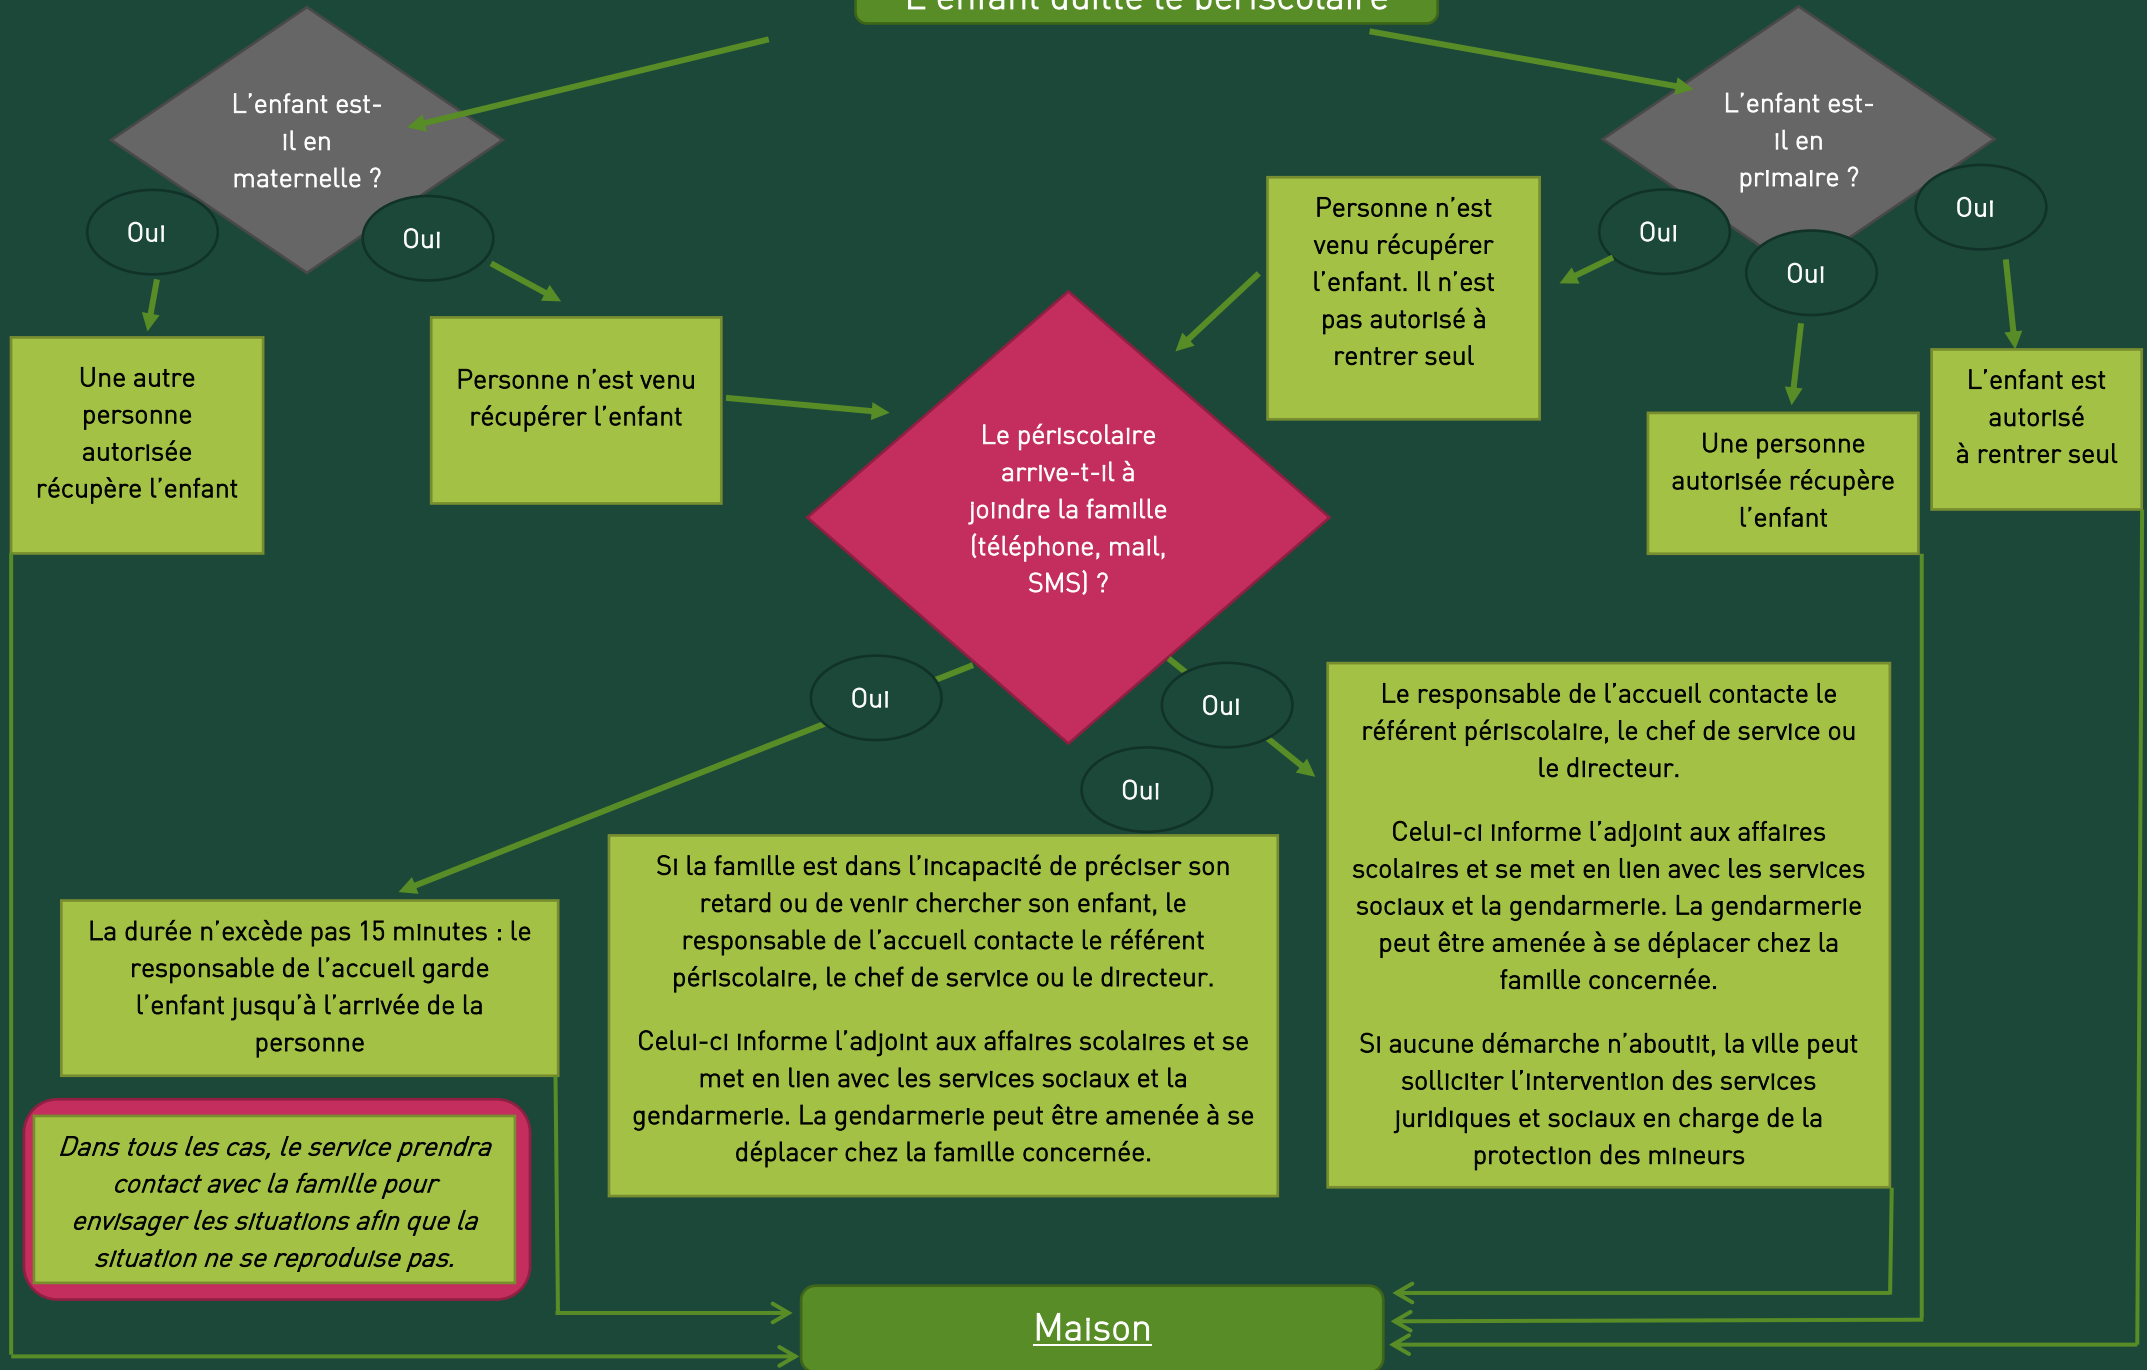 L'enfant quitte le périscolaire
L'enfant est-
il en
maternelle ?
Oui
Oui
L'enfant est-
il en
primaire ?
Oui
Oui
Oui
Une autre
personne
autorisée
récupère l'enfant
Personne n'est venu
récupérer l'enfant
Personne n'est
venu récupérer
l'enfant. Il n'est
pas autorisé à
rentrer seul
Une personne
autorisée récupère
l'enfant
L'enfant est
autorisé
à rentrer seul
Le périscolaire
arrive-t-il à
joindre la famille
(téléphone, mail,
SMS) ?
Oui
Oui
Oui
La durée n'excède pas 15 minutes : le
responsable de l'accueil garde
l'enfant jusqu'à l'arrivée de la
personne
Si la famille est dans l'incapacité de préciser son
retard ou de venir chercher son enfant, le
responsable de l'accueil contacte le référent
périscolaire, le chef de service ou le directeur.
Celui-ci informe l'adjoint aux affaires scolaires et se
met en lien avec les services sociaux et la
gendarmerie. La gendarmerie peut être amenée à se
déplacer chez la famille concernée.
Le responsable de l'accueil contacte le
référent périscolaire, le chef de service ou
le directeur.
Celui-ci informe l'adjoint aux affaires
scolaires et se met en lien avec les services
sociaux et la gendarmerie. La gendarmerie
peut être amenée à se déplacer chez la
famille concernée.
Si aucune démarche n'aboutit, la ville peut
solliciter l'intervention des services
juridiques et sociaux en charge de la
protection des mineurs
Dans tous les cas, le service prendra
contact avec la famille pour
envisager les situations afin que la
situation ne se reproduise pas.
Maison